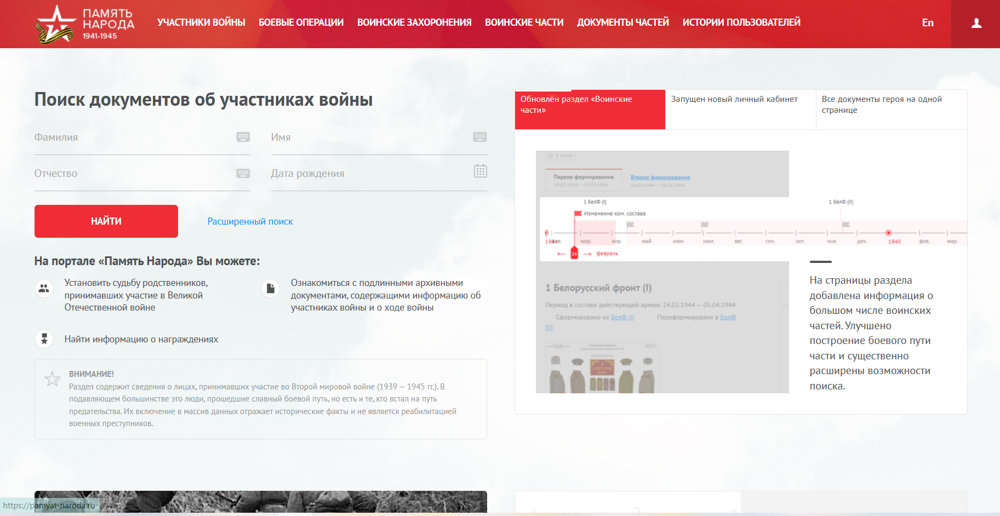 ПАМЯТЬ
НАРОДА
1941-1945
УЧАСТНИКИ ВОЙНЫ
БОЕВЫЕ ОПЕРАЦИИ
ВОИНСКИЕ ЗАХОРОНЕНИЯ
ВОИНСКИЕ ЧАСТИ
ДОКУМЕНТЫ ЧАСТЕЙ
ИСТОРИИ ПОЛЬЗОВАТЕЛЕЙ
En
Поиск документов об участниках войны
Фамилия
Имя
Отчество
Дата рождения
НАЙТИ
Расширенный поиск
На портале «Память Народа» Вы можете:
Установить судьбу родственников,
принимавших участие в Великой
Отечественной войне
Ознакомиться с подлинными архивными
документами, содержащими информацию об
участниках войны и о ходе войны
Найти информацию о награждениях
ВНИМАНИЕ!
Раздел содержит сведения о лицах, принимавших участие во Второй мировой войне (1939 — 1945 гг.). В
подавляющем большинстве это люди, прошедшие славный боевой путь, но есть и те, кто встал на путь
предательства. Их включение в массив данных отражает исторические факты и не является реабилитацией
военных преступников.
Обновлён раздел «Воинские
части»
Запущен новый личный кабинет
Все документы героя на одной
странице
В архив
Первое формирование
24.02.1944 — 05.04.1944
Второе формирование
16.04.1944 — 18.06.1945
1 БелФ (I)
1 БелФ (II)
Изменение ком. состава
1944
фев.
мар.
апр.
май
июн.
июл.
авг.
сен.
окт.
ноя.
дек.
1945
фев.
мар.
24
февраль
1 Белорусский фронт (I)
Период в составе действующей армии: 24.02.1944 — 05.04.1944
Сформировано из БелФ (I)
Переформировано в БелФ
(II)
На страницы раздела
добавлена информация о
большом числе воинских
частей. Улучшено
построение боевого пути
части и существенно
расширены возможности
поиска.
https://pamyat-naroda.ru